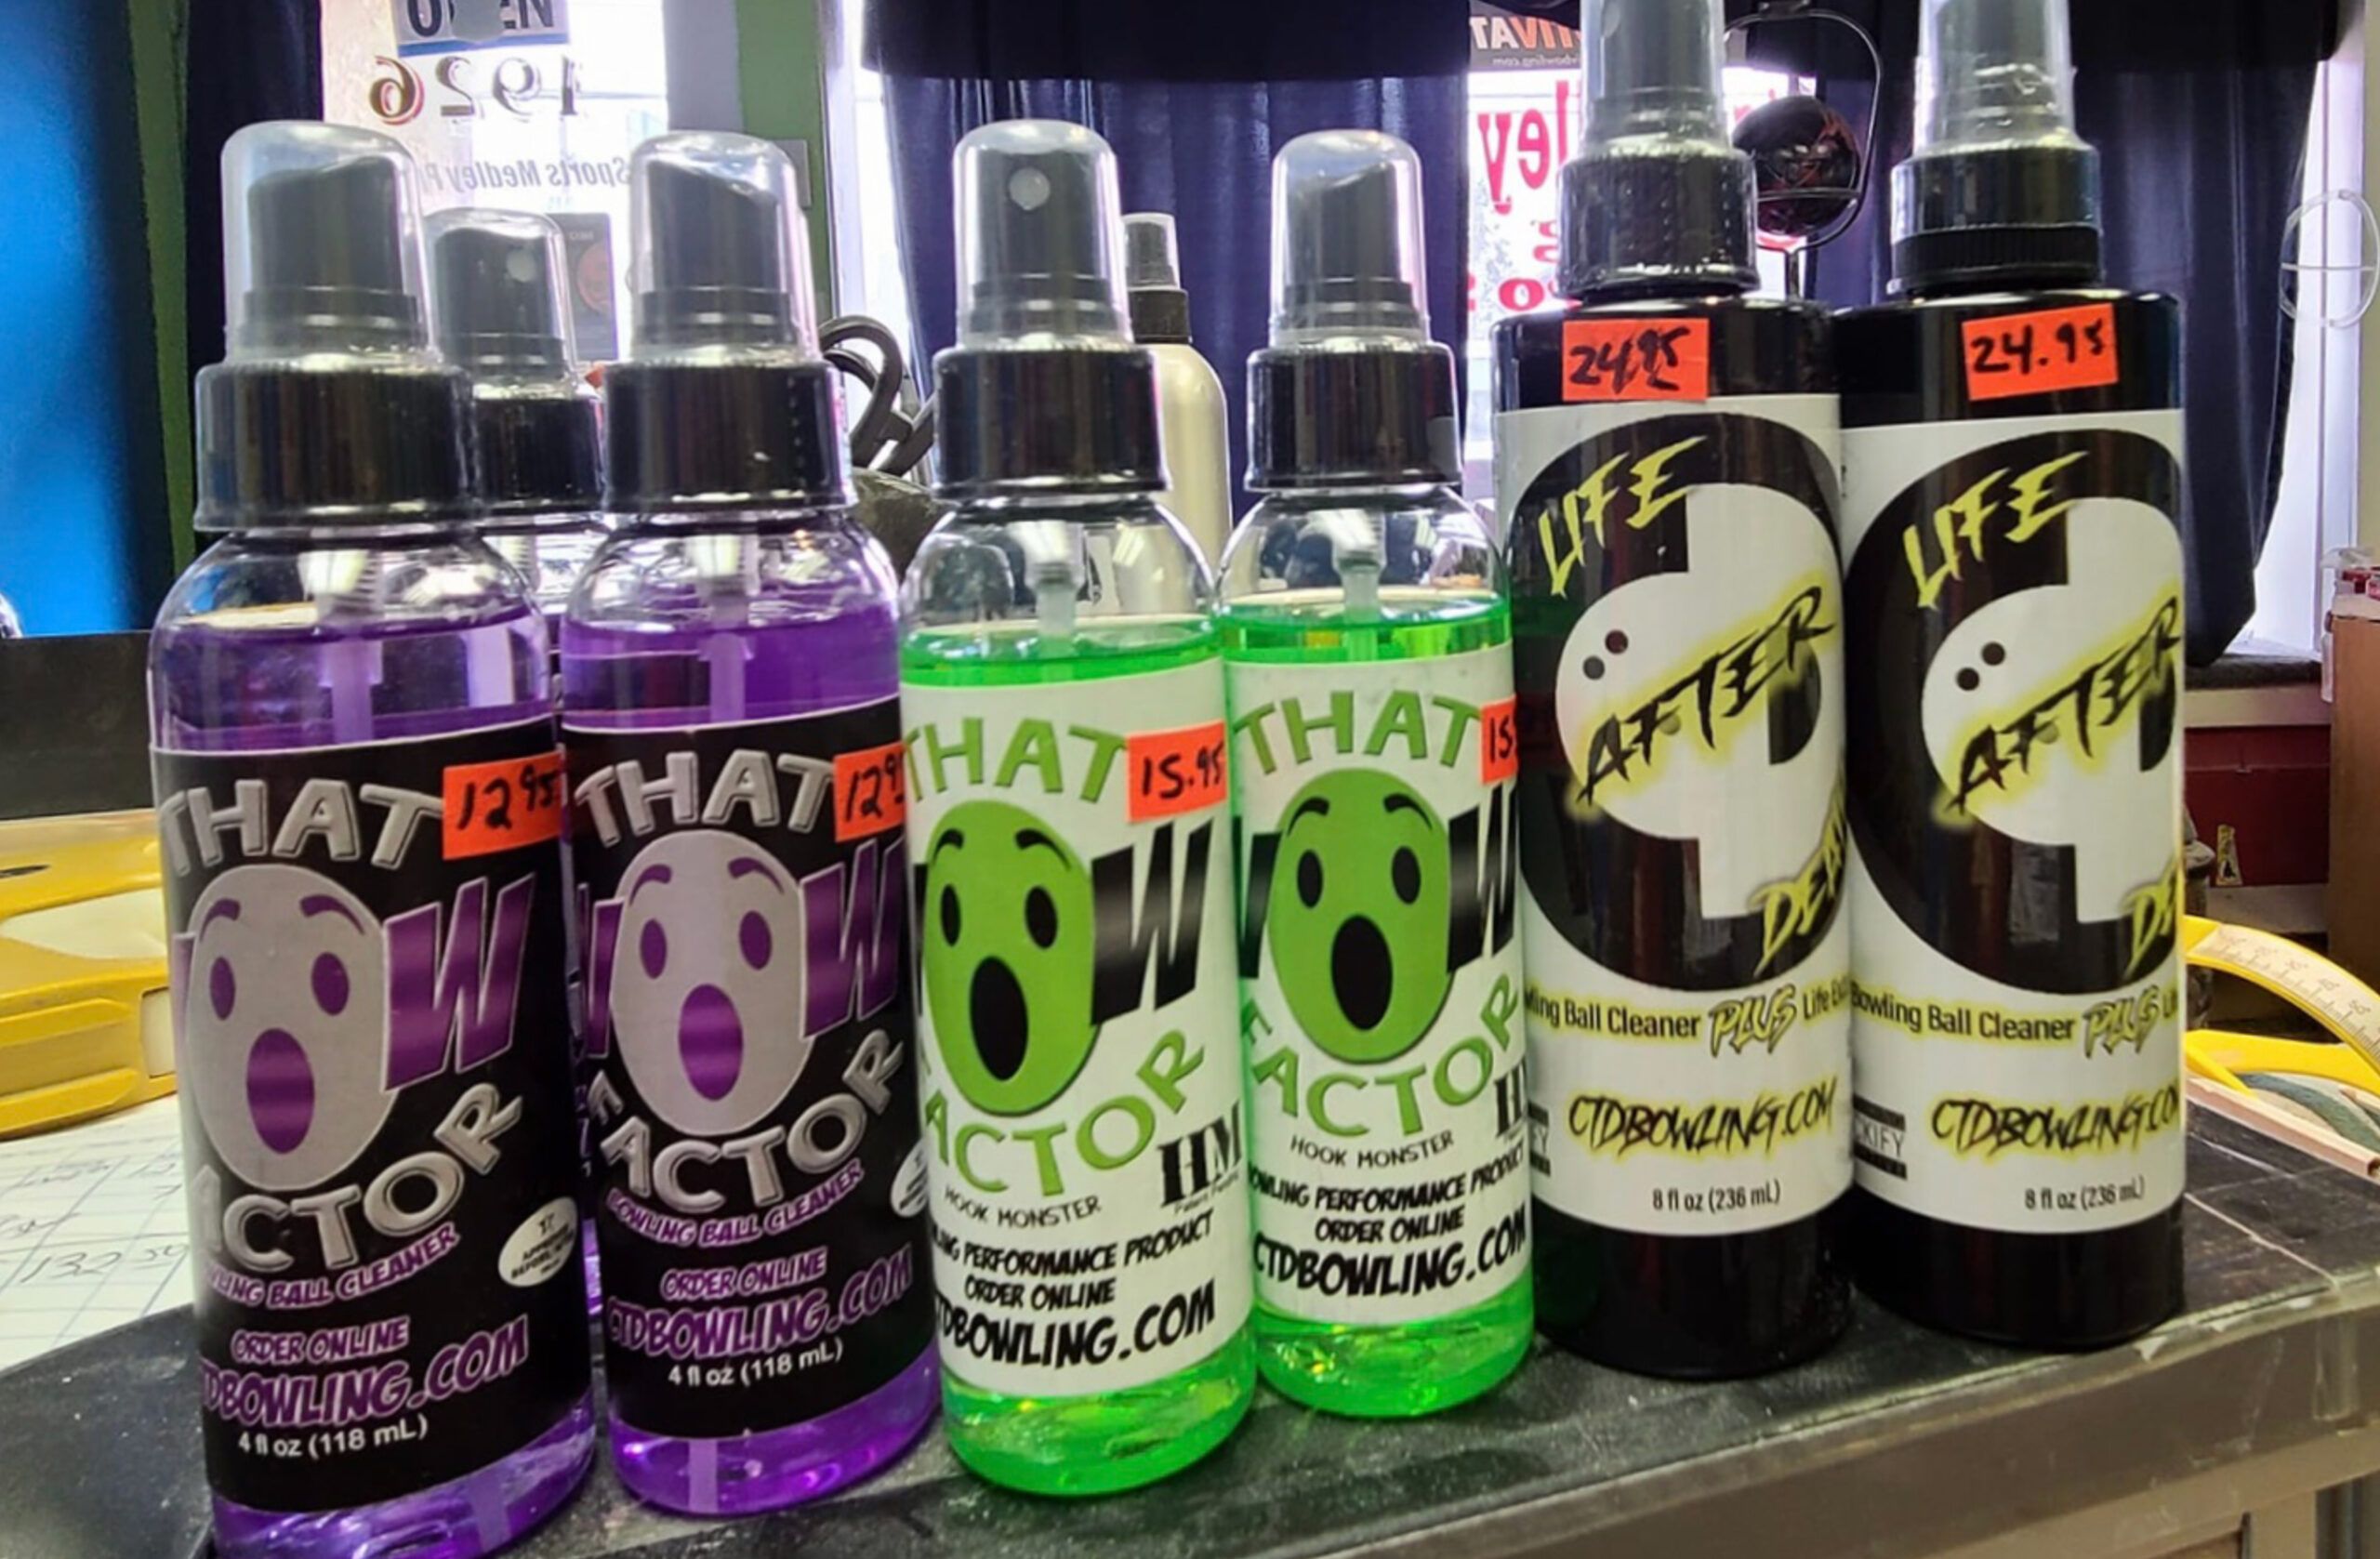 1926
Sports Medley
THAT
12.95
WOW
FACTOR
BOWLING BALL CLEANER
ORDER ONLINE
CTDBOWLING.COM
4 fl oz (118 mL)
THAT
WOW
FACTOR
BOWLING BALL CLEANER
ORDER ONLINE
CTDBOWLING.COM
4 fl oz (118 mL)
THAT
15.95
WOW
FACTOR
HOOK MONSTER
HM
BOWLING PERFORMANCE PRODUCT
ORDER ONLINE
CTDBOWLING.COM
THAT
WOW
FACTOR
HOOK MONSTER
BOWLING PERFORMANCE PRODUCT
ORDER ONLINE
CTDBOWLING.COM
24.95
LIFE
AFTER
Bowling Ball Cleaner PLUS Life
CTDBOWLING.COM
8 fl oz (236 mL)
24.95
LIFE
AFTER
Bowling Ball Cleaner PLUS
CTDBOWLING.COM
8 fl oz (236 mL)